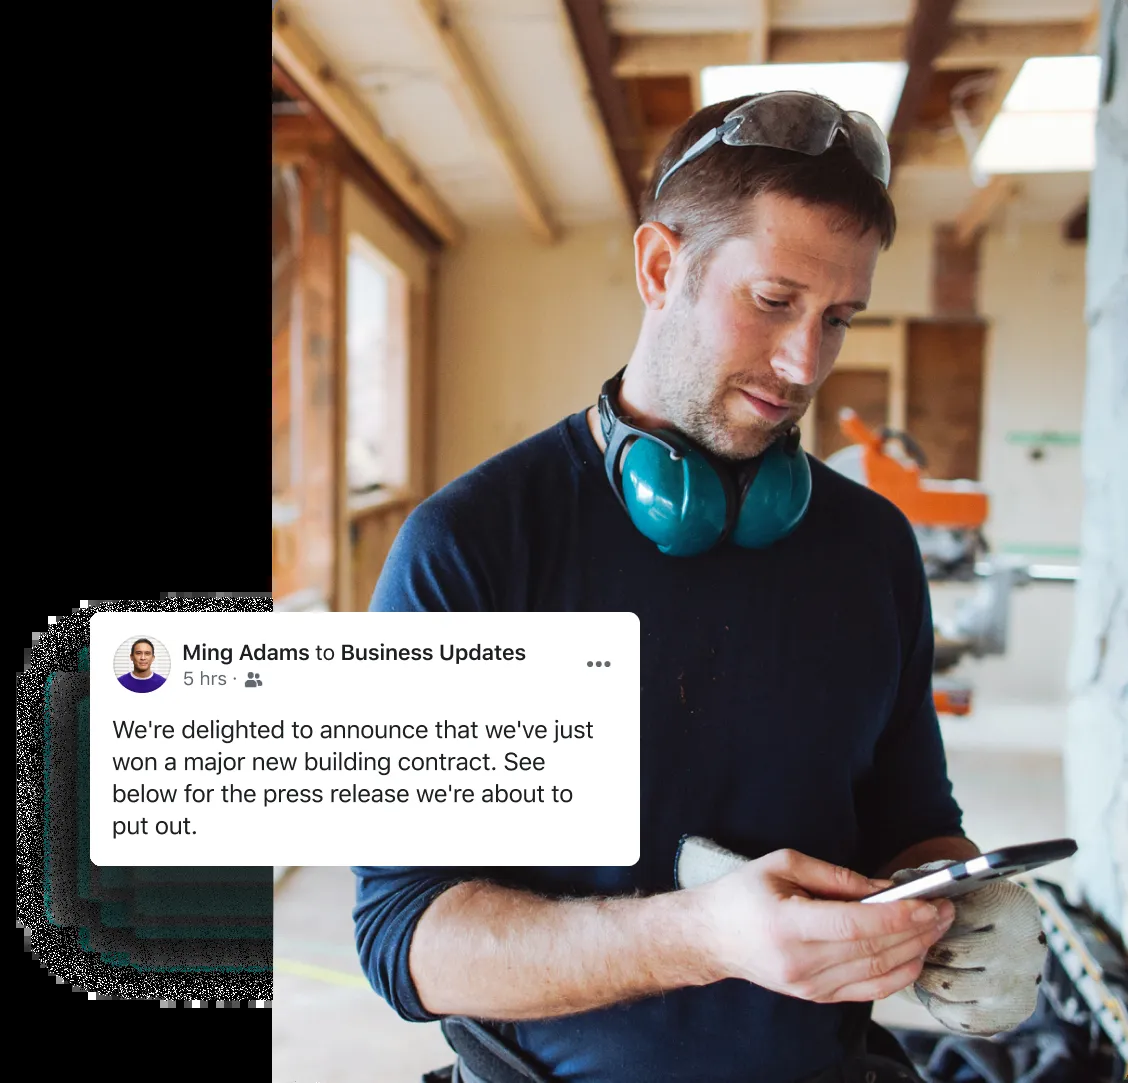 Ming Adams to Business Updates
5 hrs ·
We're delighted to announce that we've just
won a major new building contract. See
below for the press release we're about to
put out.